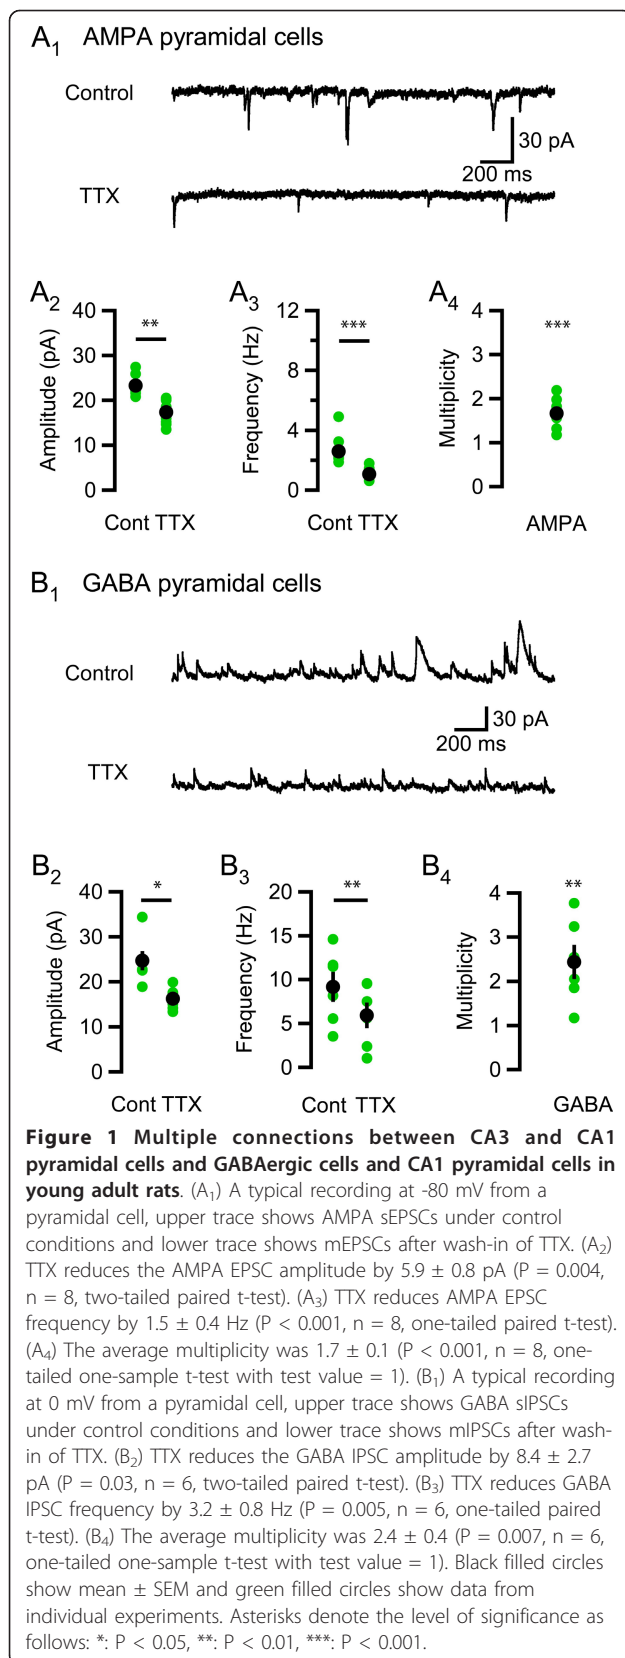 A1 AMPA pyramidal cells
Control
30 pA
200 ms
TTX
A2 A3 A4
40 12 4
** *** ***
30 3
8
20 2
4
10 1
0 0 0
Amplitude (pA) Frequency (Hz) Multiplicity
Cont TTX Cont TTX AMPA
B1 GABA pyramidal cells
Control
30 pA
200 ms
TTX
B2 B3 B4
40 20 4
* ** **
30 15 3
20 10 2
10 5 1
0 0 0
Amplitude (pA) Frequency (Hz) Multiplicity
Cont TTX Cont TTX GABA
Figure 1 Multiple connections between CA3 and CA1
pyramidal cells and GABAergic cells and CA1 pyramidal cells in
young adult rats. (A1) A typical recording at -80 mV from a
pyramidal cell, upper trace shows AMPA sEPSCs under control
conditions and lower trace shows mEPSCs after wash-in of TTX. (A2)
TTX reduces the AMPA EPSC amplitude by 5.9 ± 0.8 pA (P = 0.004,
n = 8, two-tailed paired t-test). (A3) TTX reduces AMPA EPSC
frequency by 1.5 ± 0.4 Hz (P < 0.001, n = 8, one-tailed paired t-test).
(A4) The average multiplicity was 1.7 ± 0.1 (P < 0.001, n = 8, one-
tailed one-sample t-test with test value = 1). (B1) A typical recording
at 0 mV from a pyramidal cell, upper trace shows GABA sIPSCs
under control conditions and lower trace shows mIPSCs after wash-
in of TTX. (B2) TTX reduces the GABA IPSC amplitude by 8.4 ± 2.7
pA (P = 0.03, n = 6, two-tailed paired t-test). (B3) TTX reduces GABA
IPSC frequency by 3.2 ± 0.8 Hz (P = 0.005, n = 6, one-tailed paired
t-test). (B4) The average multiplicity was 2.4 ± 0.4 (P = 0.007, n = 6,
one-tailed one-sample t-test with test value = 1). Black filled circles
show mean ± SEM and green filled circles show data from
individual experiments. Asterisks denote the level of significance as
follows: *: P < 0.05, **: P < 0.01, ***: P < 0.001.